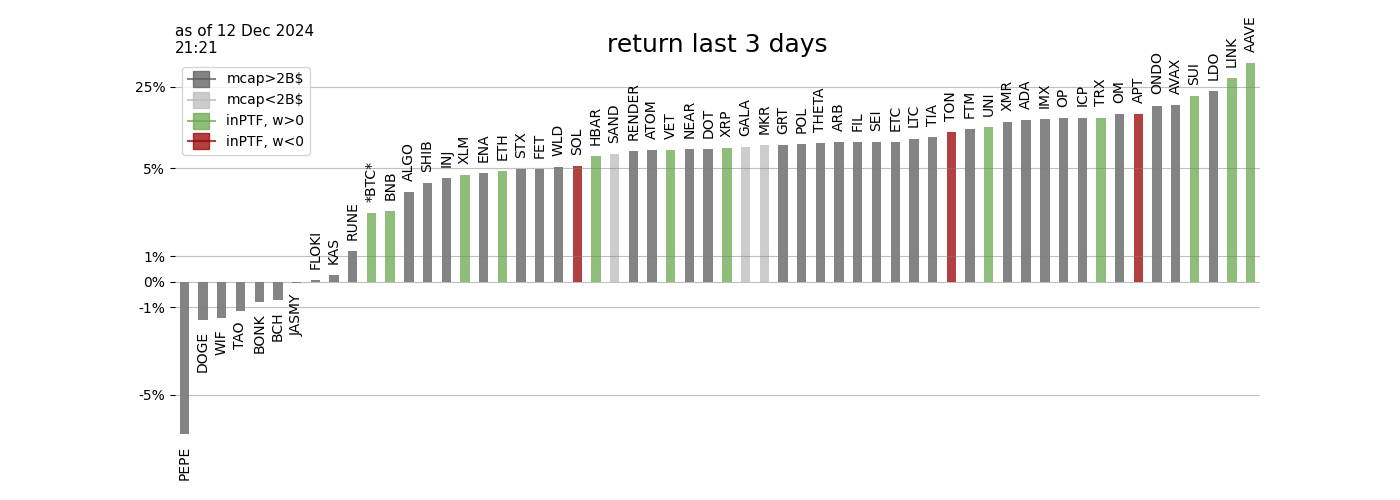 as of 12 Dec 2024
21:21
return last 3 days
mcap>2B$
mcap<2B$
inPTF, w>0
inPTF, w<0
25%
5%
1%
0%
-1%
-5%
PEPE
DOGE
WIF
TAO
BONK
BCH
JASMY
FLOKI
KAS
RUNE
*BTC*
BNB
ALGO
SHIB
INJ
XLM
ENA
ETH
STX
FET
WLD
SOL
HBAR
SAND
RENDER
ATOM
VET
NEAR
DOT
XRP
GALA
MKR
GRT
POL
THETA
ARB
FIL
SEI
ETC
LTC
TIA
TON
FTM
UNI
XMR
ADA
IMX
OP
ICP
TRX
OM
APT
ONDO
AVAX
SUI
LDO
LINK
AAVE